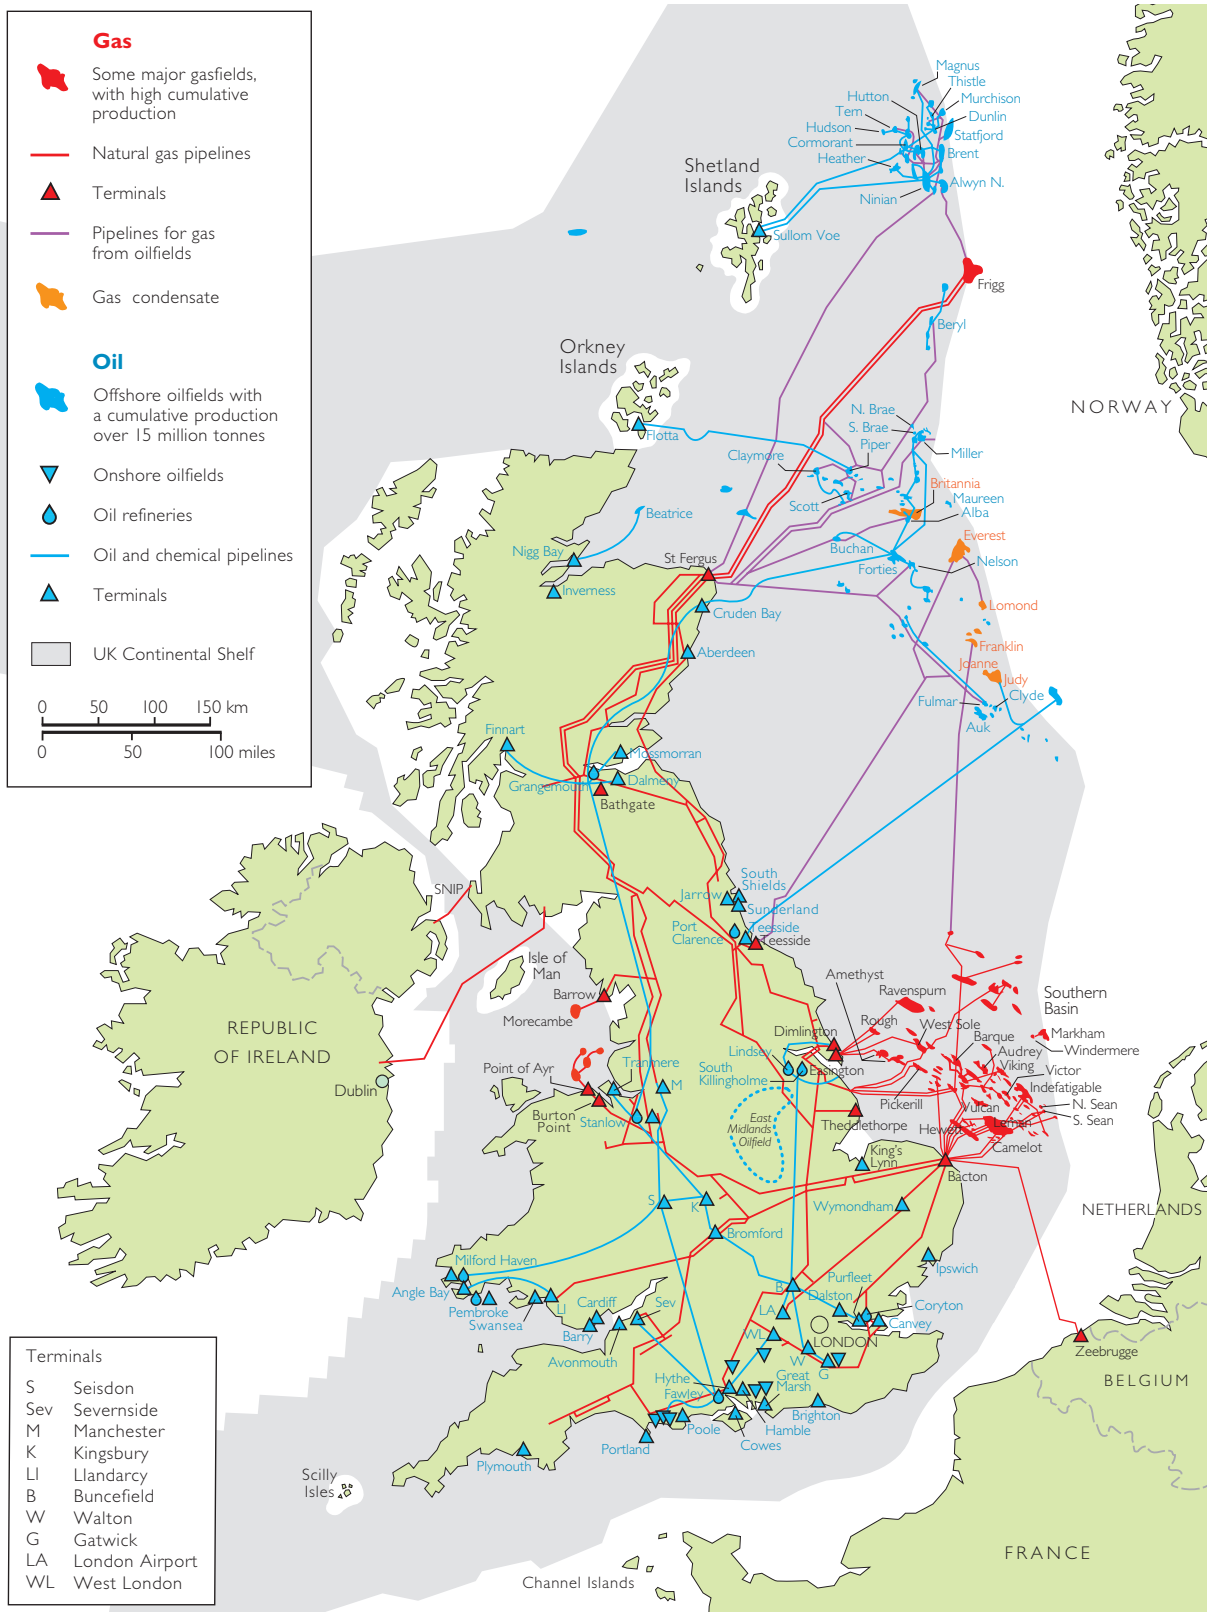 Gas
Some major gasfields,
with high cumulative
production
Natural gas pipelines
Terminals
Pipelines for gas
from oilfields
Gas condensate
Oil
Offshore oilfields with
a cumulative production
over 15 million tonnes
Onshore oilfields
Oil refineries
Oil and chemical pipelines
Terminals
UK Continental Shelf
0 50 100 150 km
0 50 100 miles
Magnus
Thistle
Hutton
Murchison
Tern
Dunlin
Hudson
Statfjord
Cormorant
Brent
Heather
Alwyn N.
Ninian
Shetland
Islands
Sullom Voe
Frigg
Beryl
Orkney
Islands
NORWAY
N. Brae
S. Brae
Flotta
Piper
Miller
Claymore
Britannia
Maureen
Scott
Alba
Beatrice
Everest
Nigg Bay
Buchan
St Fergus
Forties
Nelson
Inverness
Lomond
Cruden Bay
Franklin
Aberdeen
Joanne
Judy
Clyde
Fulmar
Auk
Finnart
Mossmorran
Grangemouth
Dalmeny
Bathgate
South
Shields
SNIP
Jarrow
Sunderland
Port
Clarence
Teesside
Teesside
Isle of
Man
Amethyst
Barrow
Ravenspurn
Southern
Basin
Morecambe
Rough
West Sole
REPUBLIC
OF IRELAND
Dimlington
Barque
Markham
Windermere
Lindsey
Audrey
Point of Ayr
Tranmere
South
Killingholme
Easington
Viking
Victor
M
Indefatigable
Dublin
Pickerill
Vulcan
N. Sean
Burton
Point
Stanlow
East
Midlands
Oilfield
Theddlethorpe
Hewett
Leman
S. Sean
Camelot
King's
Lynn
Bacton
S
K
Wymondham
NETHERLANDS
Bromford
Milford Haven
Ipswich
Angle Bay
B
Purfleet
Dalston
Pembroke
Swansea
Ll
Cardiff
Sev
LA
Coryton
Canvey
Barry
WL
LONDON
Avonmouth
W
G
Zeebrugge
Hythe
Great
Marsh
BELGIUM
Fawley
Brighton
Poole
Hamble
Portland
Cowes
Plymouth
Scilly
Isles
FRANCE
Channel Islands
Terminals
S Seisdon
Sev Severnside
M Manchester
K Kingsbury
Ll Llandarcy
B Buncefield
W Walton
G Gatwick
LA London Airport
WL West London